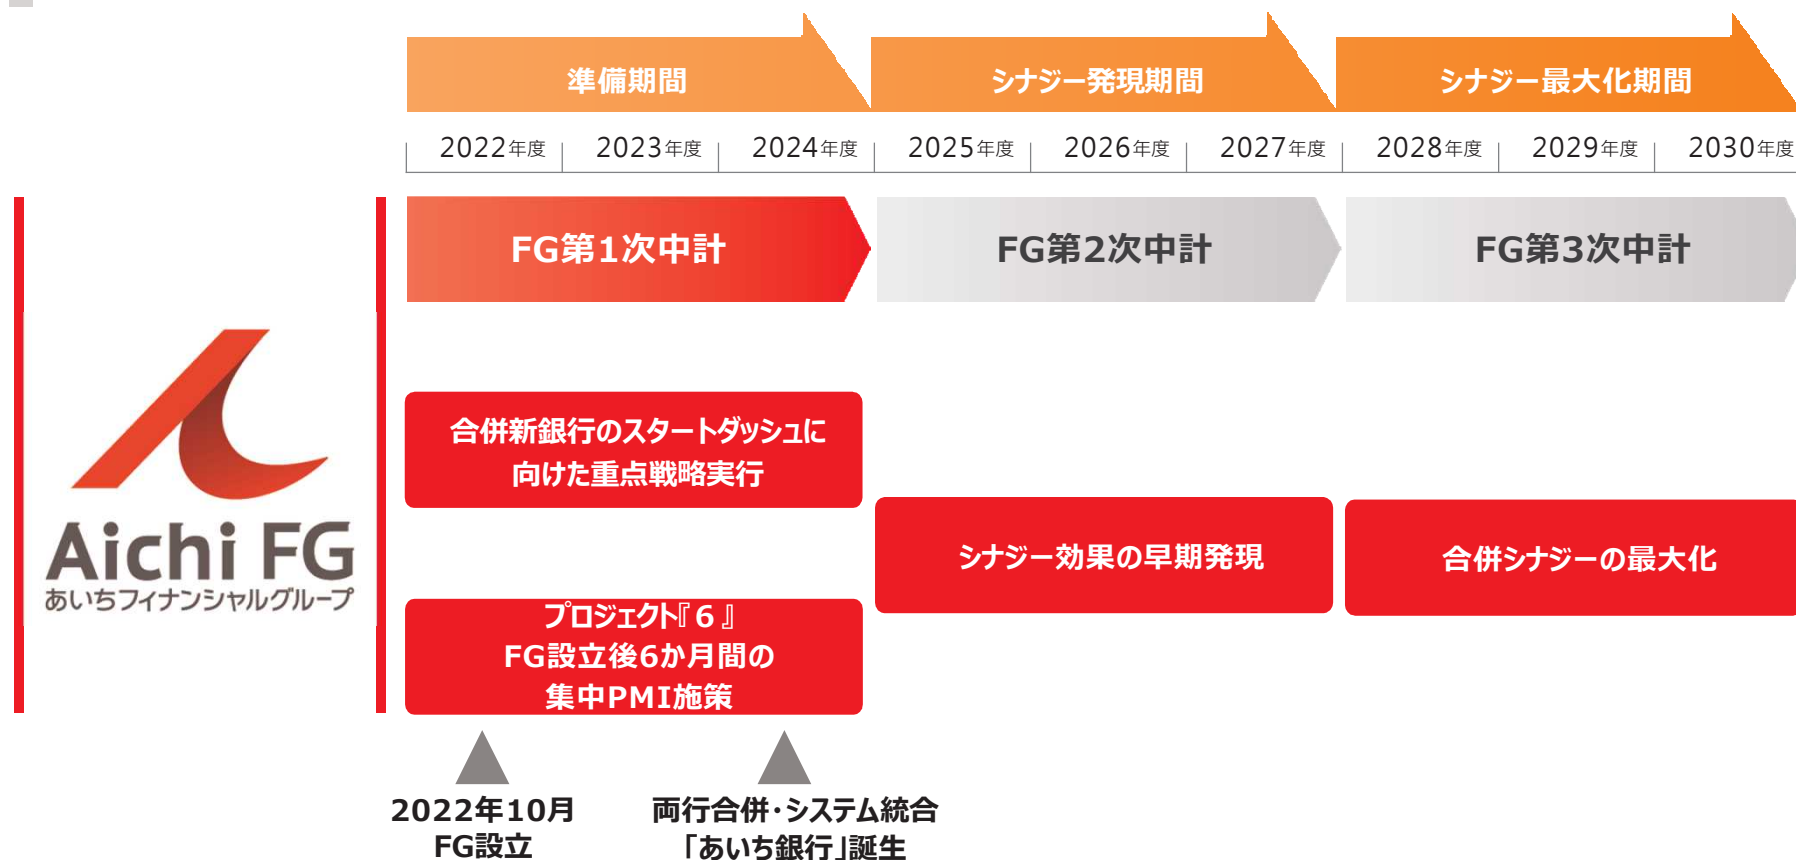 準備期間
シナジー発現期間
シナジー最大化期間
2022年度
2023年度
2024年度
2025年度
2026年度
2027年度
2028年度
2029年度
2030年度
FG第1次中計
FG第2次中計
FG第3次中計
Aichi FG
あいちフィナンシャルグループ
合併新銀行のスタートダッシュに
向けた重点戦略実行
シナジー効果の早期発現
合併シナジーの最大化
プロジェクト『6』
FG設立後6か月間の
集中PMI施策
2022年10月
FG設立
両行合併・システム統合
「あいち銀行」誕生